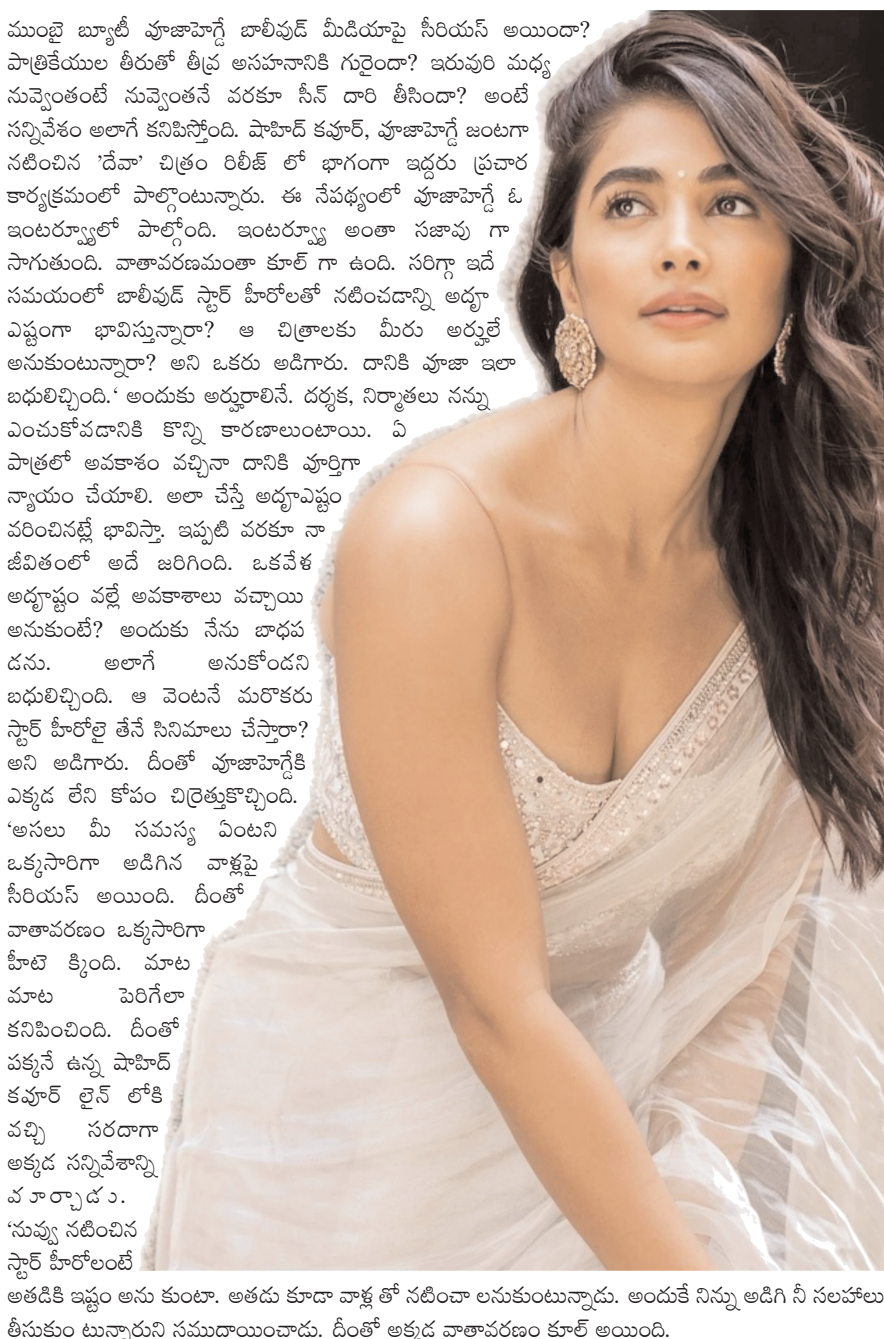 ముంబై బ్యూటీ వూజాహెగ్డే బాలీవుడ్ మీడియాపై సీరియస్ అయిందా?
పాత్రికేయుల తీరుతో తీవ్ర అసహనానికి గురైందా? ఇరువురి మధ్య
నువ్వెంతంటే నువ్వెంతనే వరకూ సీన్ దారి తీసిందా? అంటే
సన్నివేశం అలాగే కనిపిస్తోంది. షాహిద్ కవూర్, వూజాహెగ్డే జంటగా
నటించిన 'దేవా' చిత్రం రిలీజ్ లో భాగంగా ఇద్దరు ప్రచార
కార్యక్రమంలో పాల్గొంటున్నారు. ఈ నేపథ్యంలో వూజాహెగ్డే ఓ
ఇంటర్వ్యూలో పాల్గోంది. ఇంటర్వ్యూ అంతా సజావు గా
సాగుతుంది. వాతావరణమంతా కూల్ గా ఉంది. సరిగ్గా ఇదే
సమయంలో బాలీవుడ్ స్టార్ హీరోలతో నటించడాన్ని అదృ
ఎష్టంగా భావిస్తున్నారా? ఆ చిత్రాలకు మీరు అర్హులే
అనుకుంటున్నారా? అని ఒకరు అడిగారు. దానికి వూజా ఇలా
బధులిచ్చింది.' అందుకు అర్హురాలినే. దర్శక, నిర్మాతలు నన్ను
ఎంచుకోవడానికి కొన్ని కారణాలుంటాయి. ఏ
పాత్రలో అవకాశం వచ్చినా దానికి వూర్తిగా
న్యాయం చేయాలి. అలా చేస్తే అదృఎష్టం
వరించినట్లే భావిస్తా. ఇప్పటి వరకూ నా
జీవితంలో అదే జరిగింది. ఒకవేళ
అదృష్టం వల్లే అవకాశాలు వచ్చాయి
అనుకుంటే? అందుకు నేను బాధప
డను. అలాగే అనుకోండని
బధులిచ్చింది. ఆ వెంటనే మరొకరు
స్టార్ హీరోలై తేనే సినిమాలు చేస్తారా?
అని అడిగారు. దీంతో వూజాహెగ్డేకి
ఎక్కడ లేని కోపం చిర్రెత్తుకొచ్చింది.
'అసలు మీ సమస్య ఏంటని
ఒక్కసారిగా అడిగిన వాళ్లపై
సీరియస్ అయింది. దీంతో
వాతావరణం ఒక్కసారిగా
హీటె క్కింది. మాట
మాట పెరిగేలా
కనిపించింది. దీంతో
పక్కనే ఉన్న షాహిద్
కవూర్ లైన్ లోకి
వచ్చి సరదాగా
అక్కడ సన్నివేశాన్ని
మార్చాడు.
'నువ్వు నటించిన
స్టార్ హీరోలంటే
అతడికి ఇష్టం అను కుంటా. అతడు కూడా వాళ్ల తో నటించా లనుకుంటున్నాడు. అందుకే నిన్ను అడిగి నీ సలహాలు
తీసుకుం టున్నారుని సముదాయించాడు. దీంతో అక్కడ వాతావరణం కూల్ అయింది.